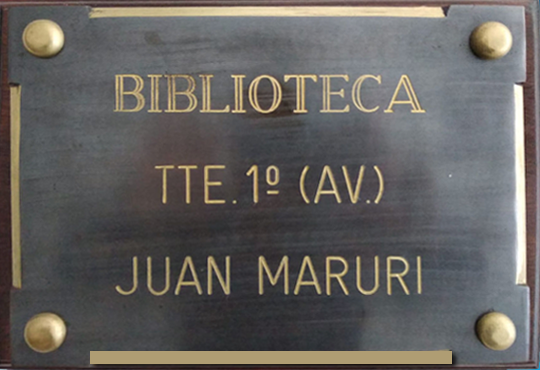 BIBLIOTECA
TTE. 1º (AV.)
JUAN MARURI